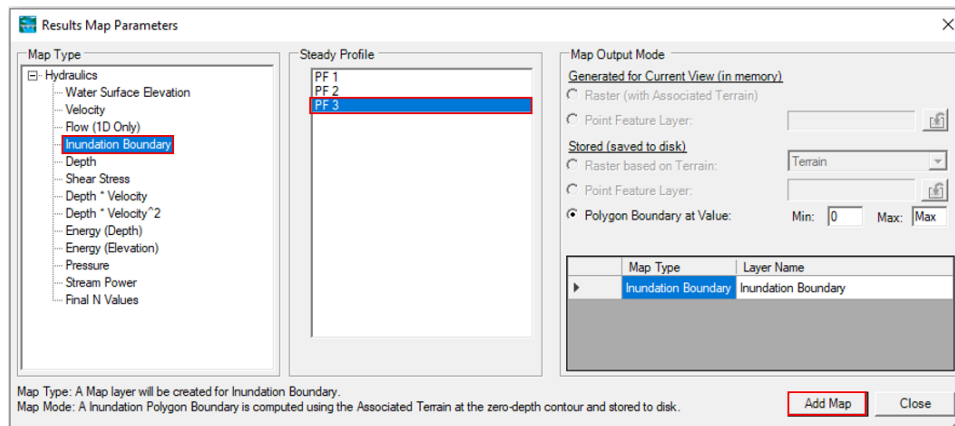 Results Map Parameters
Map Type
Hydraulics
Water Surface Elevation
Velocity
Flow (1D Only)
Inundation Boundary
Depth
Shear Stress
Depth * Velocity
Depth * Velocity^2
Energy (Depth)
Energy (Elevation)
Pressure
Stream Power
Final N Values
Steady Profile
PF 1
PF 2
PF 3
Map Output Mode
Generated for Current View (in memory)
Raster (with Associated Terrain)
Point Feature Layer:
Stored (saved to disk)
Raster based on Terrain: Terrain
Point Feature Layer:
Polygon Boundary at Value: Min: 0 Max: Max
Map Type Layer Name
Inundation Boundary Inundation Boundary
Map Type: A Map layer will be created for Inundation Boundary.
Map Mode: A Inundation Polygon Boundary is computed using the Associated Terrain at the zero-depth contour and stored to disk.
Add Map Close